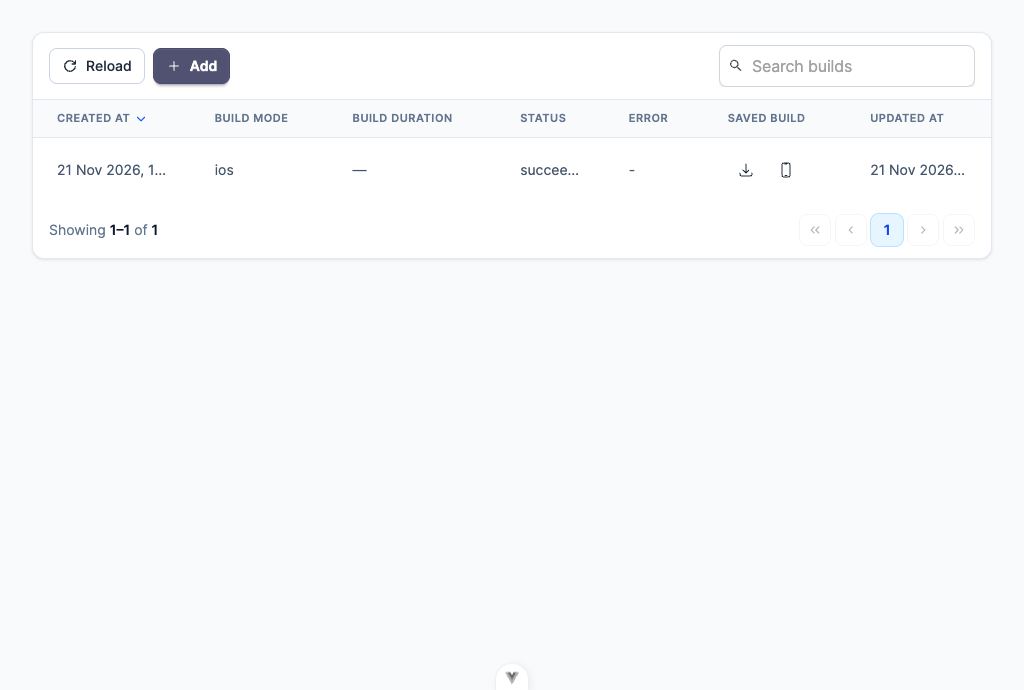 Reload
Add
Search builds
CREATED AT BUILD MODE BUILD DURATION STATUS ERROR SAVED BUILD UPDATED AT
21 Nov 2026, 1... ios — succee... - 21 Nov 2026...
Showing 1–1 of 1
« ‹ 1 › »